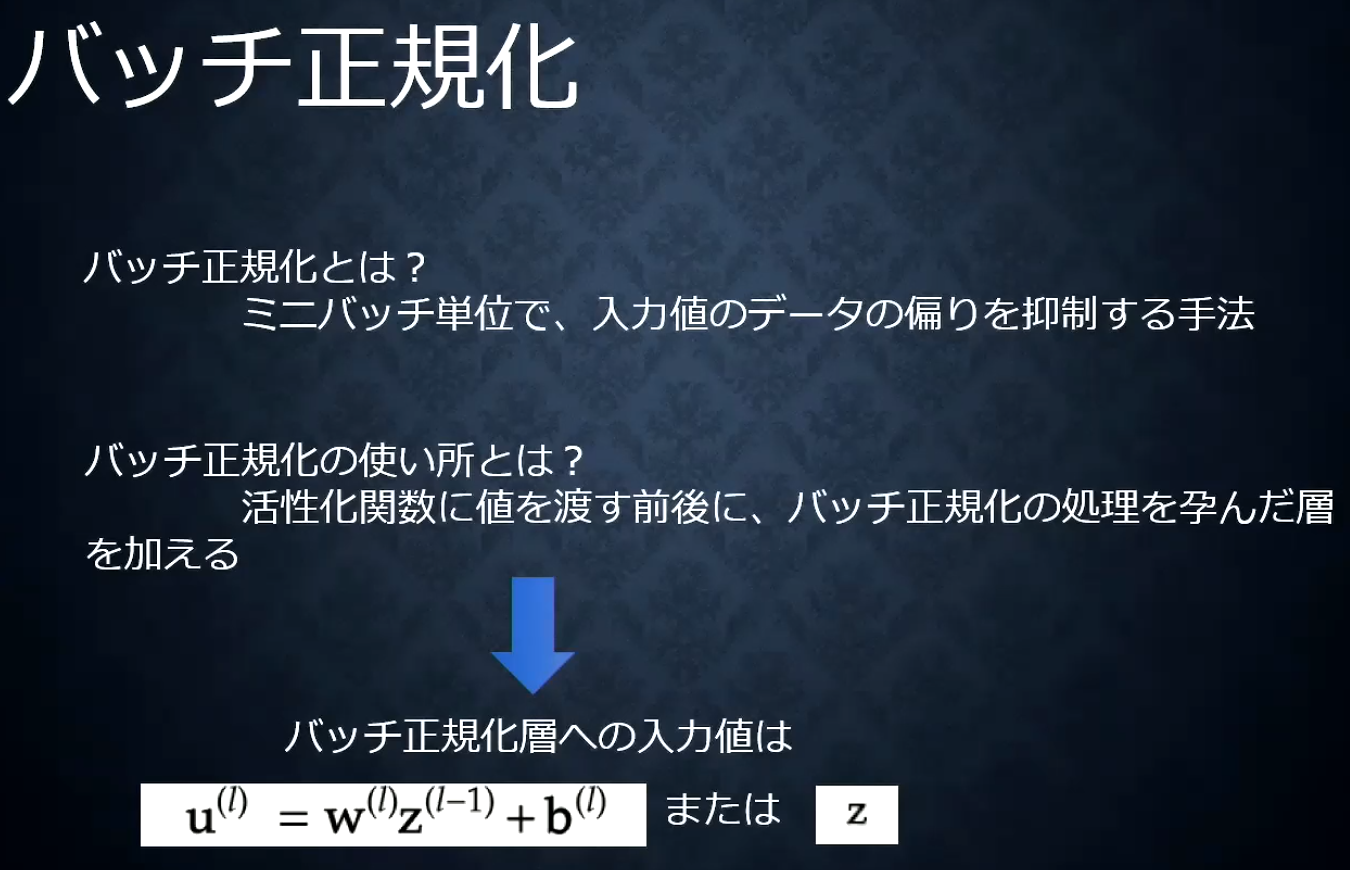 バッチ正規化
バッチ正規化とは？
ミニバッチ単位で、入力値のデータの偏りを抑制する手法
バッチ正規化の使い所とは？
活性化関数に値を渡す前後に、バッチ正規化の処理を孕んだ層
を加える
バッチ正規化層への入力値は
u^(l) = w^(l)z^(l−1) + b^(l) または z